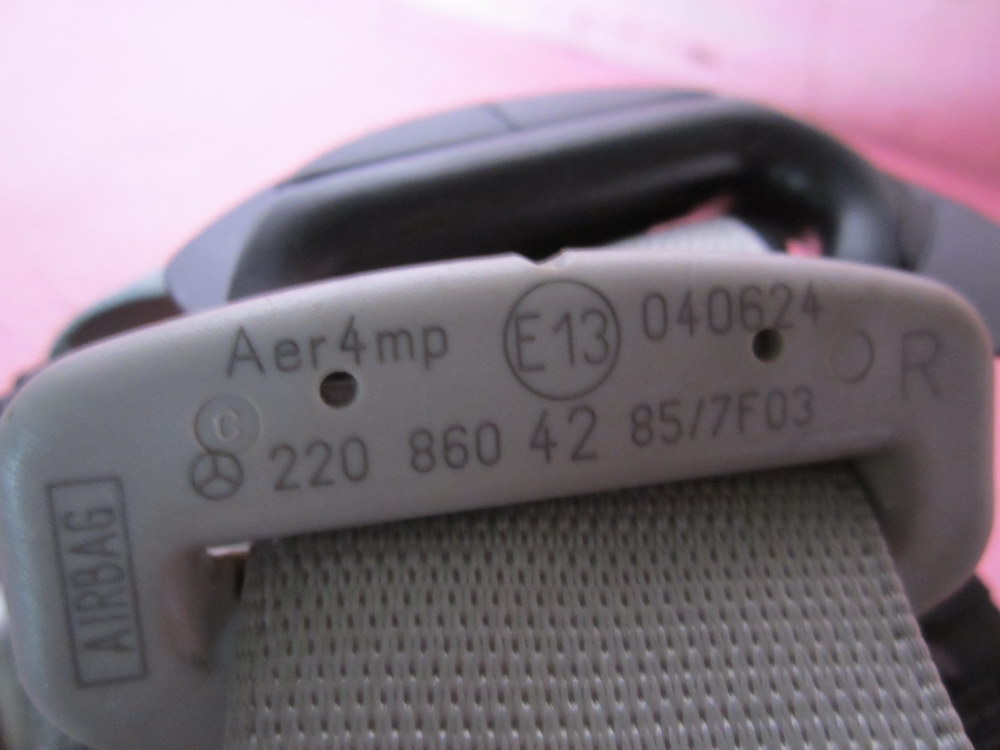 Aer4mp E13 040624 R
C 220 860 42 85/7F03
AIRBAG